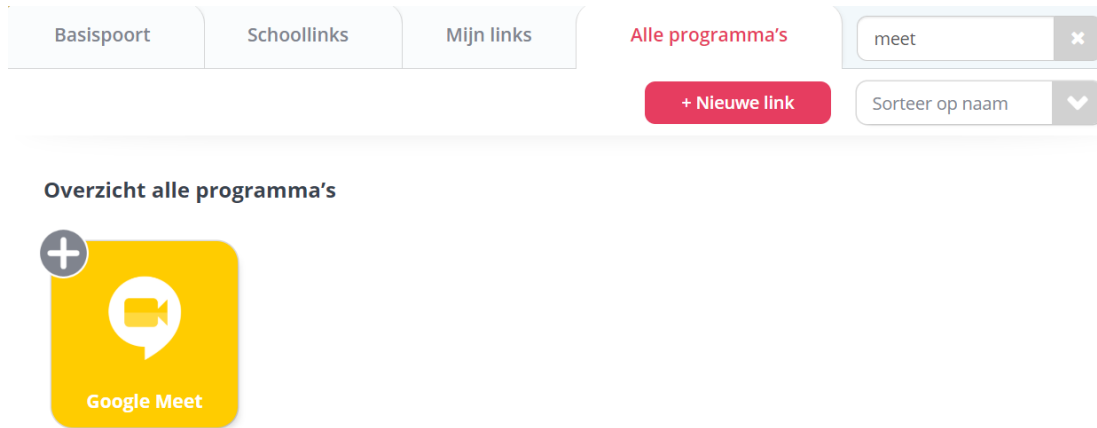 Basispoort Schoollinks Mijn links Alle programma's meet
+ Nieuwe link Sorteer op naam
Overzicht alle programma's
Google Meet